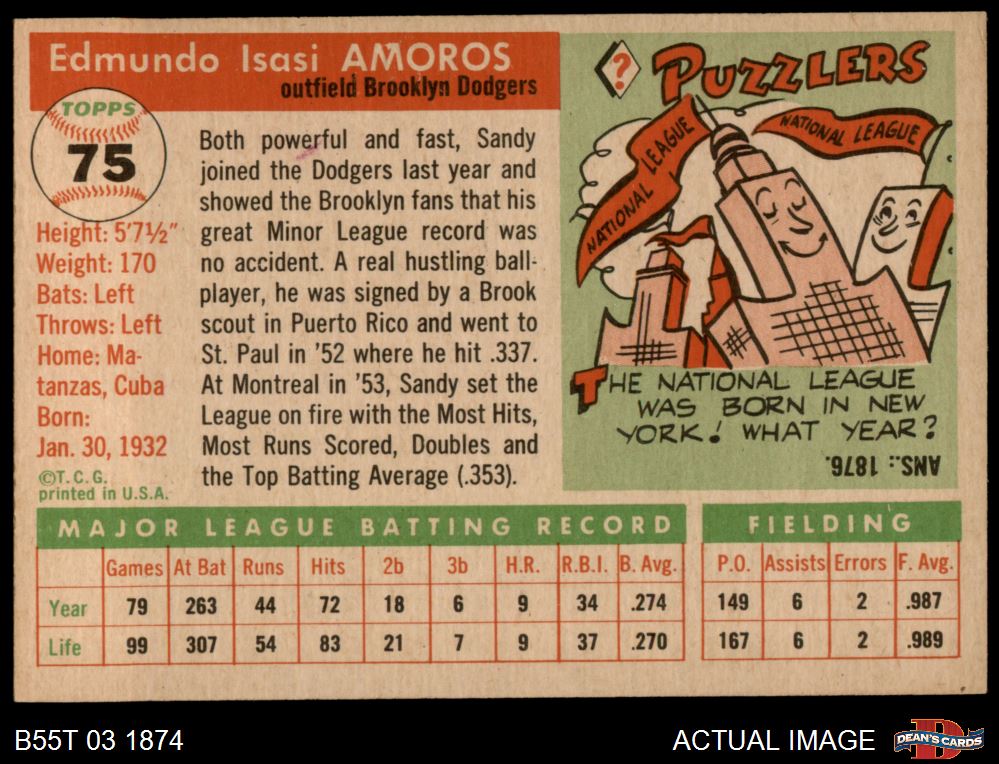 Edmundo Isasi AMOROS
outfield Brooklyn Dodgers
TOPPS
75
Height: 5'7½"
Weight: 170
Bats: Left
Throws: Left
Home: Ma-
tanzas, Cuba
Born:
Jan. 30, 1932
©T. C. G.
printed in U.S.A.
Both powerful and fast, Sandy
joined the Dodgers last year and
showed the Brooklyn fans that his
great Minor League record was
no accident. A real hustling ball-
player, he was signed by a Brook
scout in Puerto Rico and went to
St. Paul in '52 where he hit .337.
At Montreal in '53, Sandy set the
League on fire with the Most Hits,
Most Runs Scored, Doubles and
the Top Batting Average (.353).
? PUZZLERS
NATIONAL LEAGUE
NATIONAL LEAGUE
THE NATIONAL LEAGUE
WAS BORN IN NEW
YORK! WHAT YEAR?
ANS.: 1876.
MAJOR LEAGUE BATTING RECORD
Games At Bat Runs Hits 2b 3b H.R. R.B.I. B. Avg.
Year 79 263 44 72 18 6 9 34 .274
Life 99 307 54 83 21 7 9 37 .270
FIELDING
P.O. Assists Errors F. Avg.
149 6 2 .987
167 6 2 .989
B55T 03 1874
ACTUAL IMAGE
DEAN'S CARDS